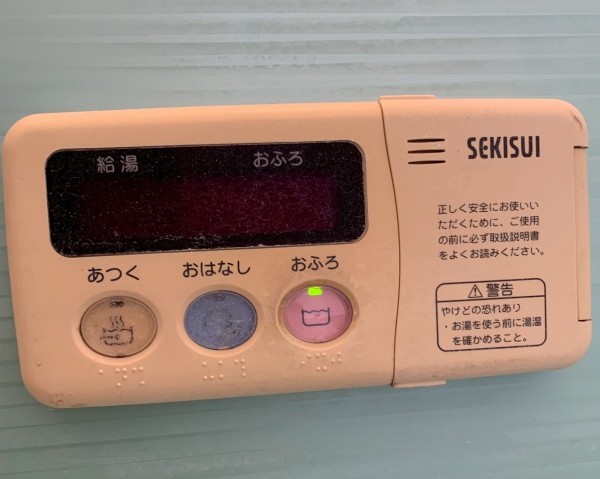 給湯 おふろ
SEKISUI
正しく安全にお使いい
ただくために、ご使用
の前に必ず取扱説明書
をよくお読みください。
あつく おはなし おふろ
⚠警告
やけどの恐れあり
・お湯を使う前に湯温
を確かめること。